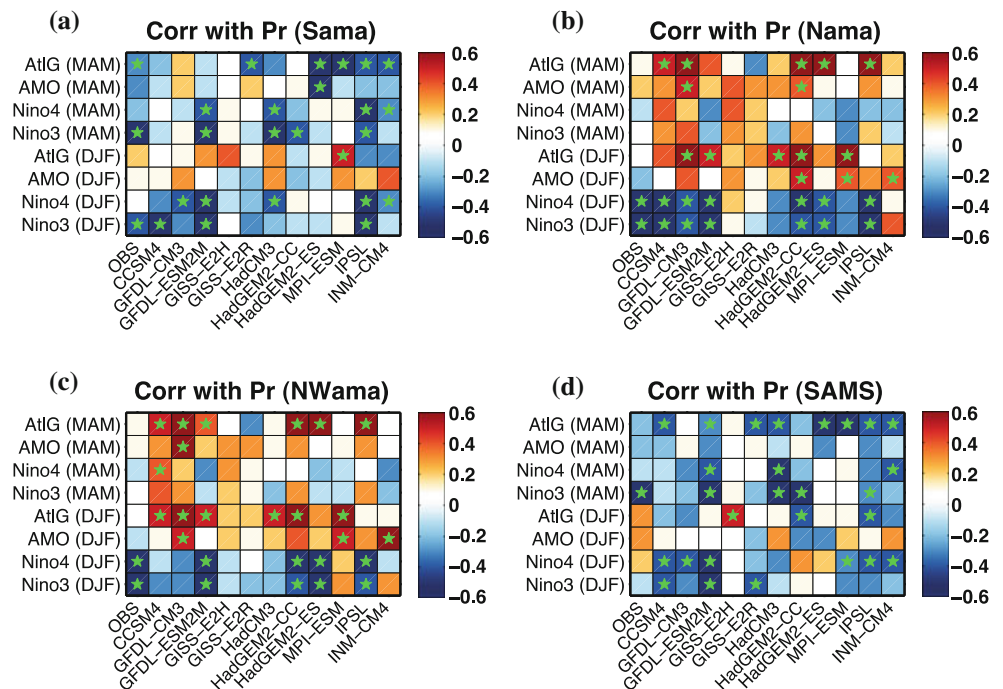 (a)
Corr with Pr (Sama)
AtlG (MAM)
AMO (MAM)
Nino4 (MAM)
Nino3 (MAM)
AtlG (DJF)
AMO (DJF)
Nino4 (DJF)
Nino3 (DJF)
OBS
CCSM4
GFDL−CM3
GFDL−ESM2M
GISS−E2H
GISS−E2R
HadCM3
HadGEM2−CC
HadGEM2−ES
MPI−ESM
IPSL
INM−CM4
0.6
0.4
0.2
0
−0.2
−0.4
−0.6
(b)
Corr with Pr (Nama)
AtlG (MAM)
AMO (MAM)
Nino4 (MAM)
Nino3 (MAM)
AtlG (DJF)
AMO (DJF)
Nino4 (DJF)
Nino3 (DJF)
OBS
CCSM4
GFDL−CM3
GFDL−ESM2M
GISS−E2H
GISS−E2R
HadCM3
HadGEM2−CC
HadGEM2−ES
MPI−ESM
IPSL
INM−CM4
0.6
0.4
0.2
0
−0.2
−0.4
−0.6
(c)
Corr with Pr (NWama)
AtlG (MAM)
AMO (MAM)
Nino4 (MAM)
Nino3 (MAM)
AtlG (DJF)
AMO (DJF)
Nino4 (DJF)
Nino3 (DJF)
OBS
CCSM4
GFDL−CM3
GFDL−ESM2M
GISS−E2H
GISS−E2R
HadCM3
HadGEM2−CC
HadGEM2−ES
MPI−ESM
IPSL
INM−CM4
0.6
0.4
0.2
0
−0.2
−0.4
−0.6
(d)
Corr with Pr (SAMS)
AtlG (MAM)
AMO (MAM)
Nino4 (MAM)
Nino3 (MAM)
AtlG (DJF)
AMO (DJF)
Nino4 (DJF)
Nino3 (DJF)
OBS
CCSM4
GFDL−CM3
GFDL−ESM2M
GISS−E2H
GISS−E2R
HadCM3
HadGEM2−CC
HadGEM2−ES
MPI−ESM
IPSL
INM−CM4
0.6
0.4
0.2
0
−0.2
−0.4
−0.6